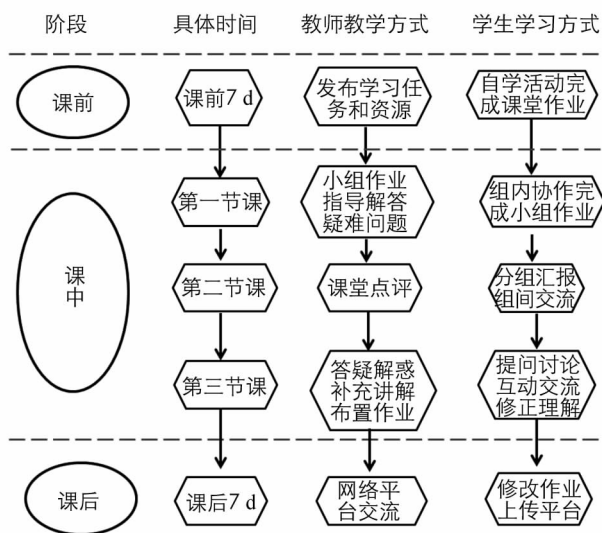 阶段 具体时间 教师教学方式 学生学习方式
课前
课前7 d
发布学习任
务和资源
自学活动完
成课堂作业
课
中
第一节课
小组作业
指导解答
疑难问题
组内协作完
成小组作业
第二节课
课堂点评
分组汇报
组间交流
第三节课
答疑解惑
补充讲解
布置作业
提问讨论
互动交流
修正理解
课后
课后7 d
网络平
台交流
修改作业
上传平台